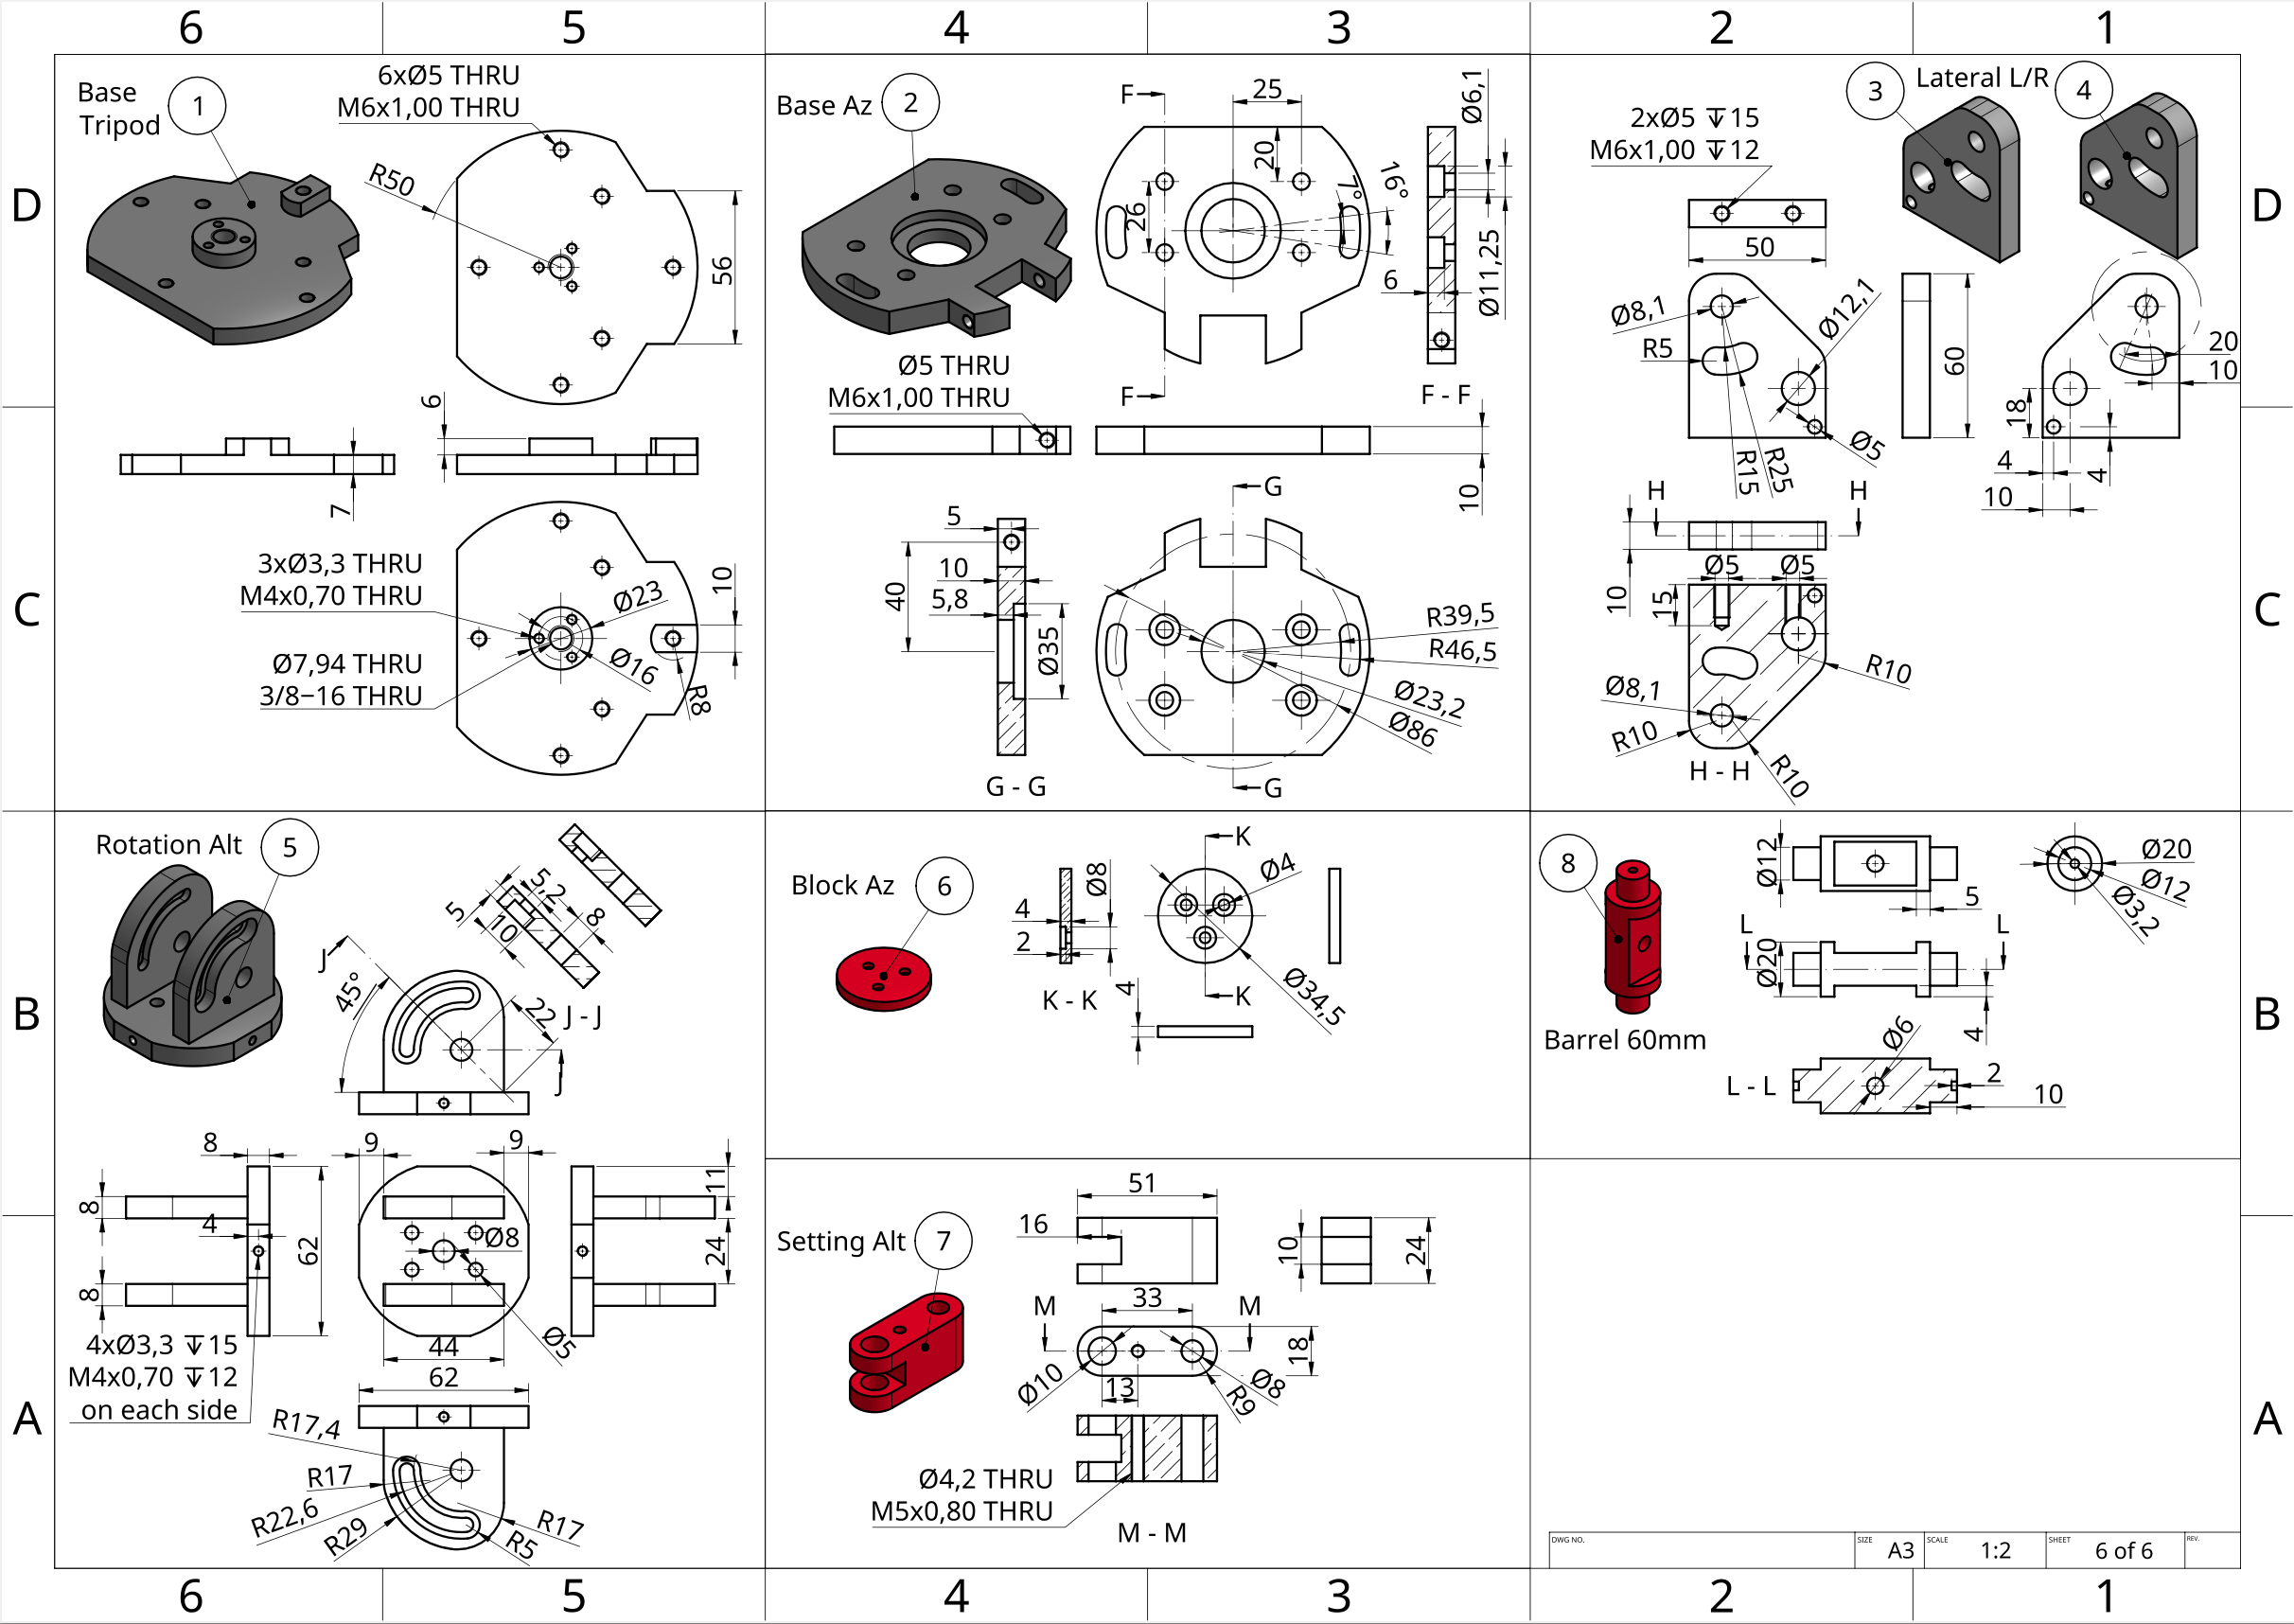 6 5 4 3 2 1
D
C
B
A
D
C
B
A
Base
Tripod
1
6xØ5 THRU
M6x1,00 THRU
R50
56
6
7
3xØ3,3 THRU
M4x0,70 THRU
Ø7,94 THRU
3/8−16 THRU
Ø23
Ø16
10
R8
Base Az
2
F
F
25
20
26
7°
16°
Ø6,1
Ø11,25
6
F - F
Ø5 THRU
M6x1,00 THRU
10
G
G
5
40
10
5,8
Ø35
G - G
R39,5
R46,5
Ø23,2
Ø86
3
Lateral L/R
4
2xØ5 ↧15
M6x1,00 ↧12
50
Ø8,1
R5
Ø12,1
Ø5
R15
R25
60
20
10
18
4
4
10
H
H
10
Ø5
Ø5
15
Ø8,1
R10
R10
R10
H - H
Rotation Alt
5
5
5,2
10
8
J
J
45°
22
J - J
8
8
4
8
62
9
9
Ø8
Ø5
44
62
11
24
4xØ3,3 ↧15
M4x0,70 ↧12
on each side
R17,4
R17
R22,6
R29
R17
R5
Block Az
6
4
2
Ø8
K
K
Ø4
Ø34,5
K - K
4
Setting Alt
7
51
16
10
24
M
M
33
18
Ø10
13
Ø8
R9
Ø4,2 THRU
M5x0,80 THRU
M - M
8
Barrel 60mm
Ø12
5
Ø20
Ø12
Ø3,2
L
L
Ø20
4
Ø6
L - L
2
10
DWG NO.
SIZE
A3
SCALE
1:2
SHEET
6 of 6
REV.
6 5 4 3 2 1